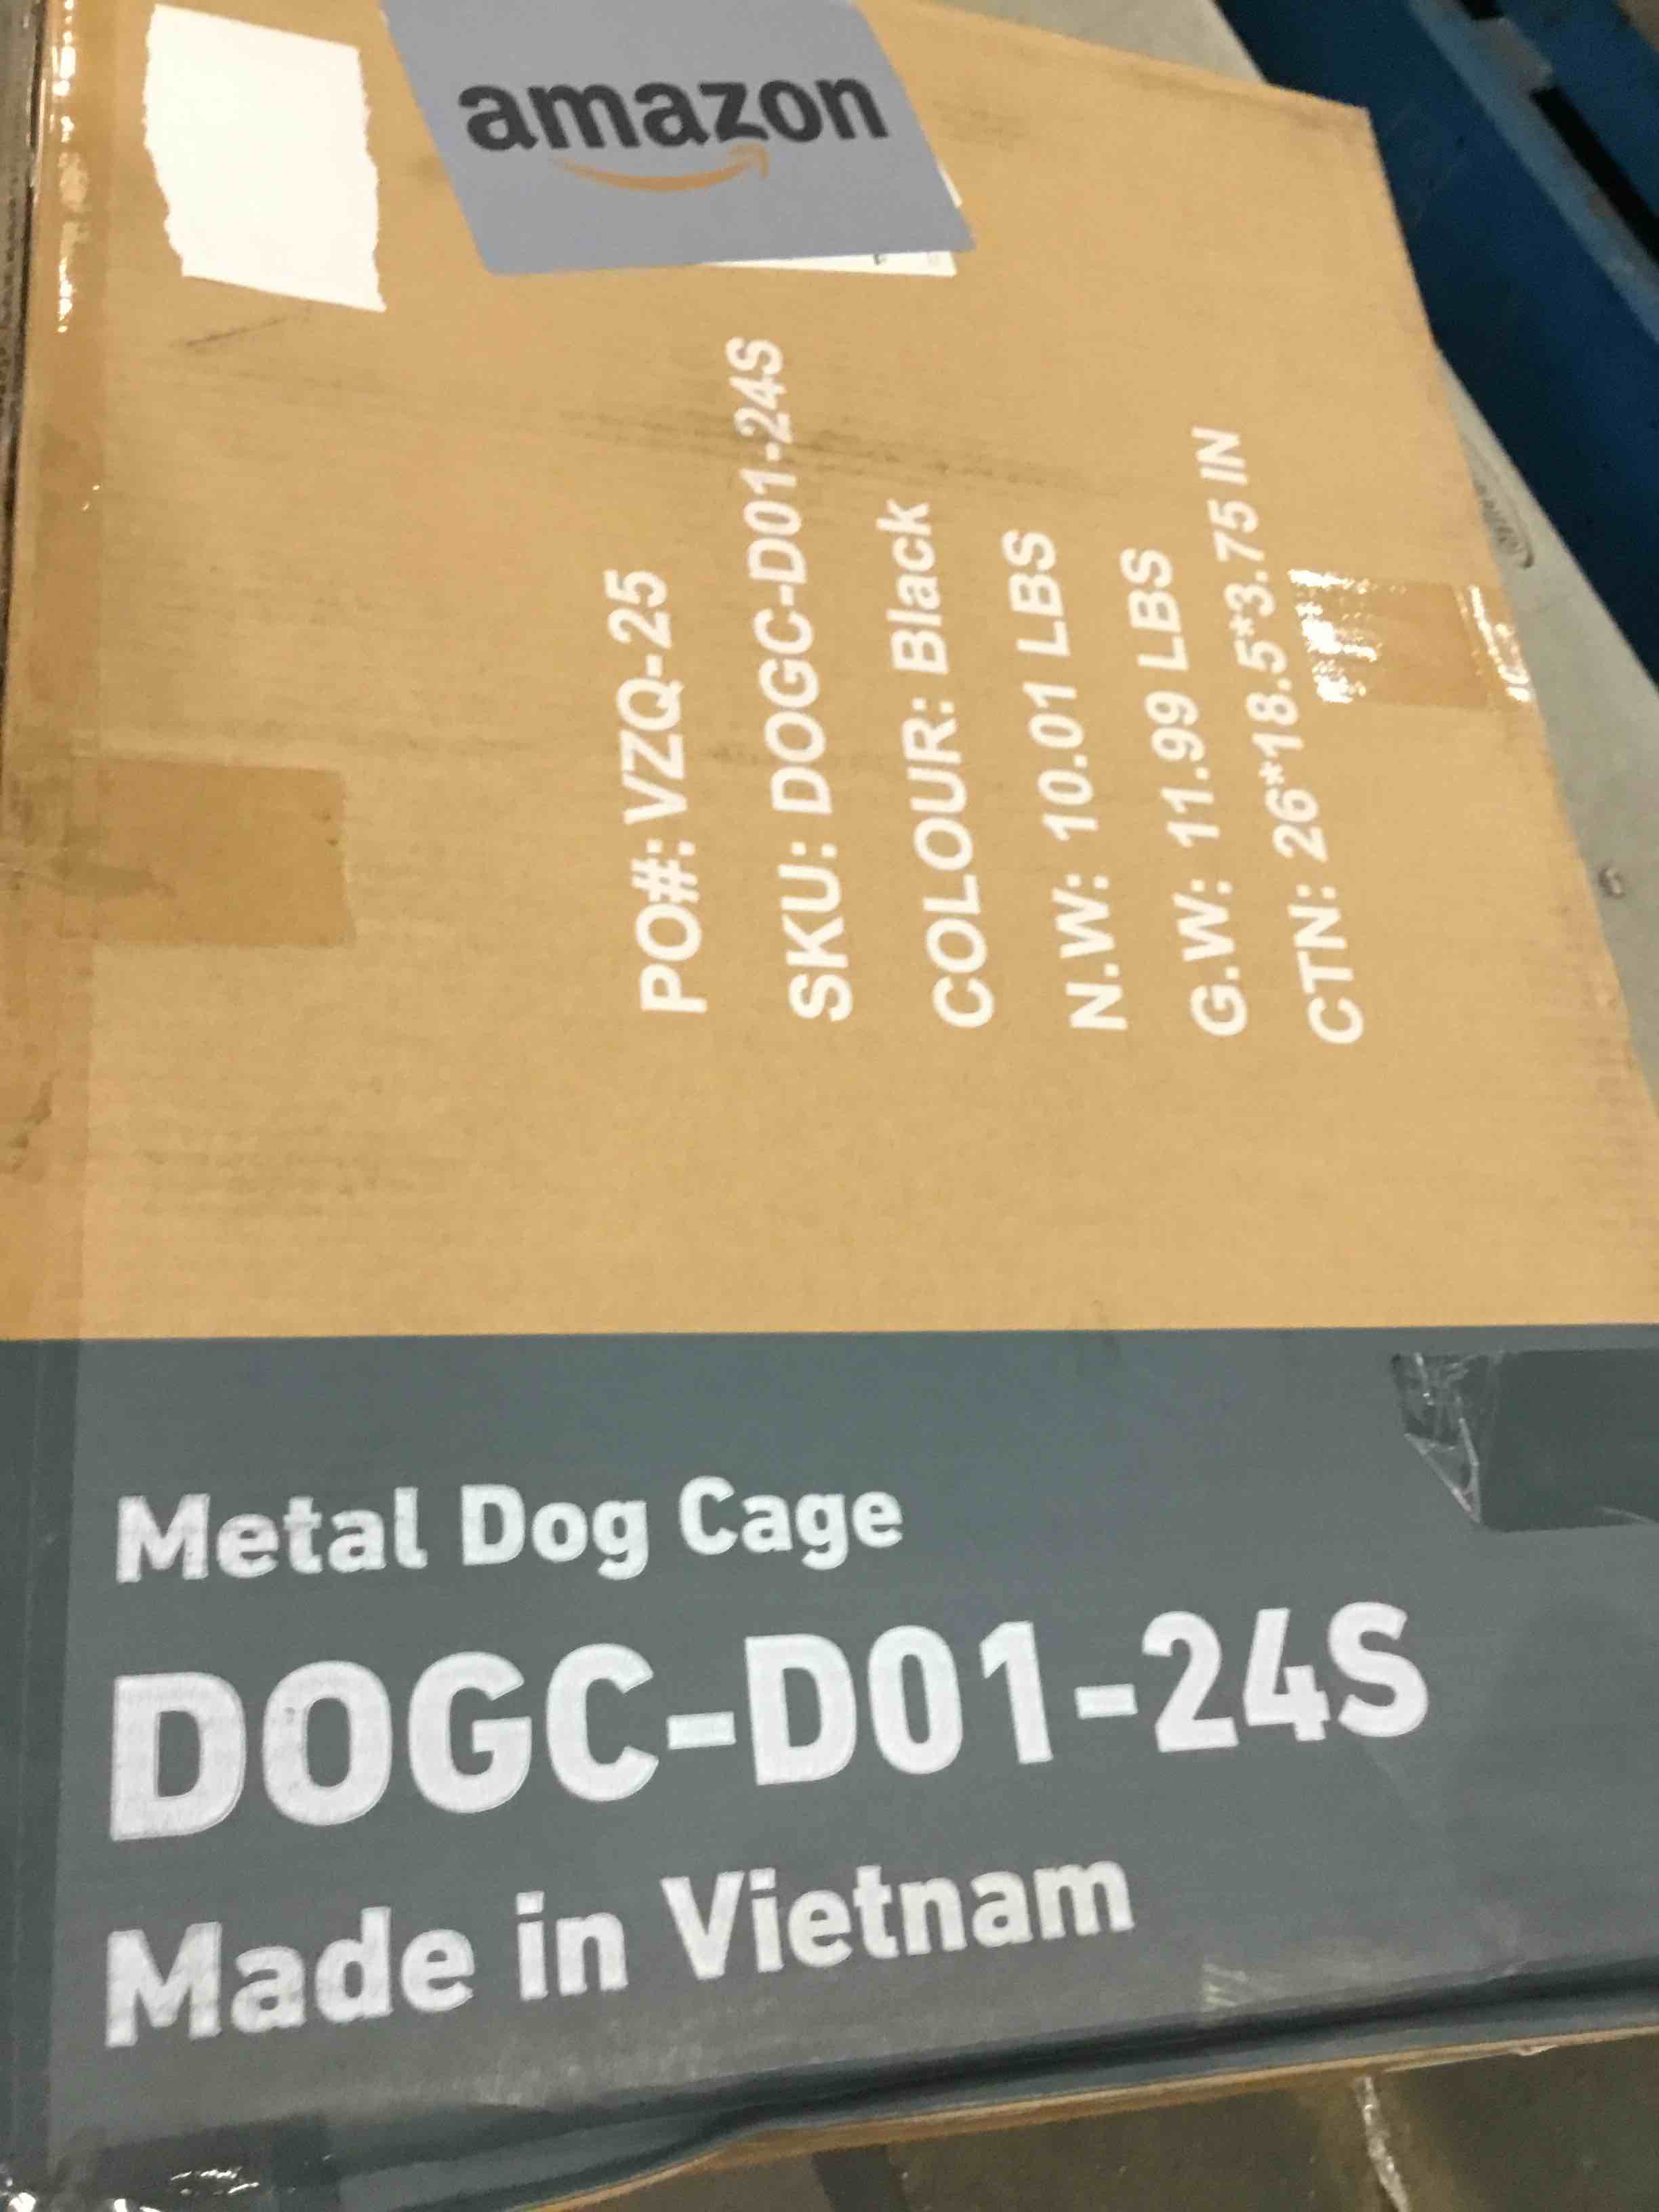 amazon
PO#: VZQ-25
SKU: DOGC-D01-24S
COLOUR: Black
N.W: 10.01 LBS
G.W: 11.99 LBS
CTN: 26*18.5*3.75 IN
Metal Dog Cage
DOGC-D01-24S
Made in Vietnam